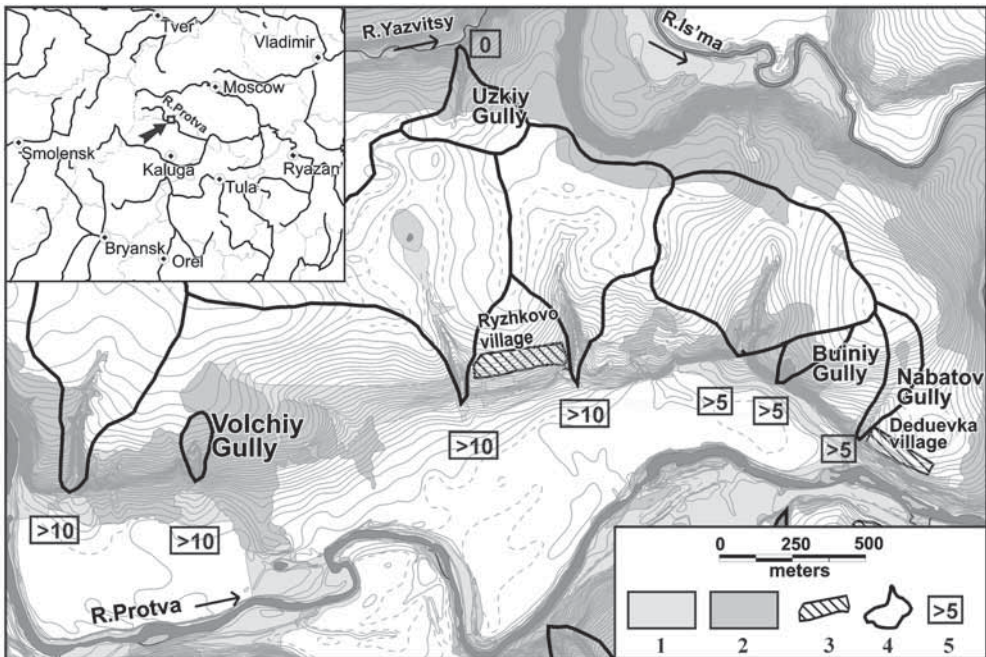 Tver
Vladimir
Moscow
R.Protva
Smolensk
Kaluga
Ryazan'
Tula
Bryansk
Orel
R.Yazvitsy
0
R.Is'ma
Uzkiy
Gully
Ryzhkovo
village
Buiniy
Gully
Nabatov
Gully
Deduevka
village
Volchiy
Gully
>10
>10
>10
>10
>5
>5
>5
R.Protva
0 250 500
meters
>5
1 2 3 4 5